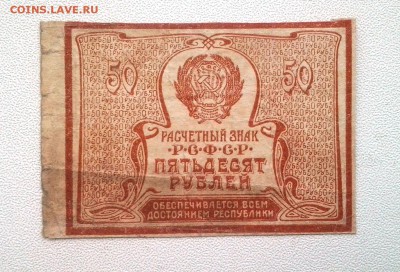 COINS.LAVE.RU
50 50
РАСЧЕТНЫЙ ЗНАК
Р.С.Ф.С.Р.
ПЯТЬДЕСЯТ
РУБЛЕЙ
ОБЕСПЕЧИВАЕТСЯ ВСЕМ
ДОСТОЯНИЕМ РЕСПУБЛИКИ